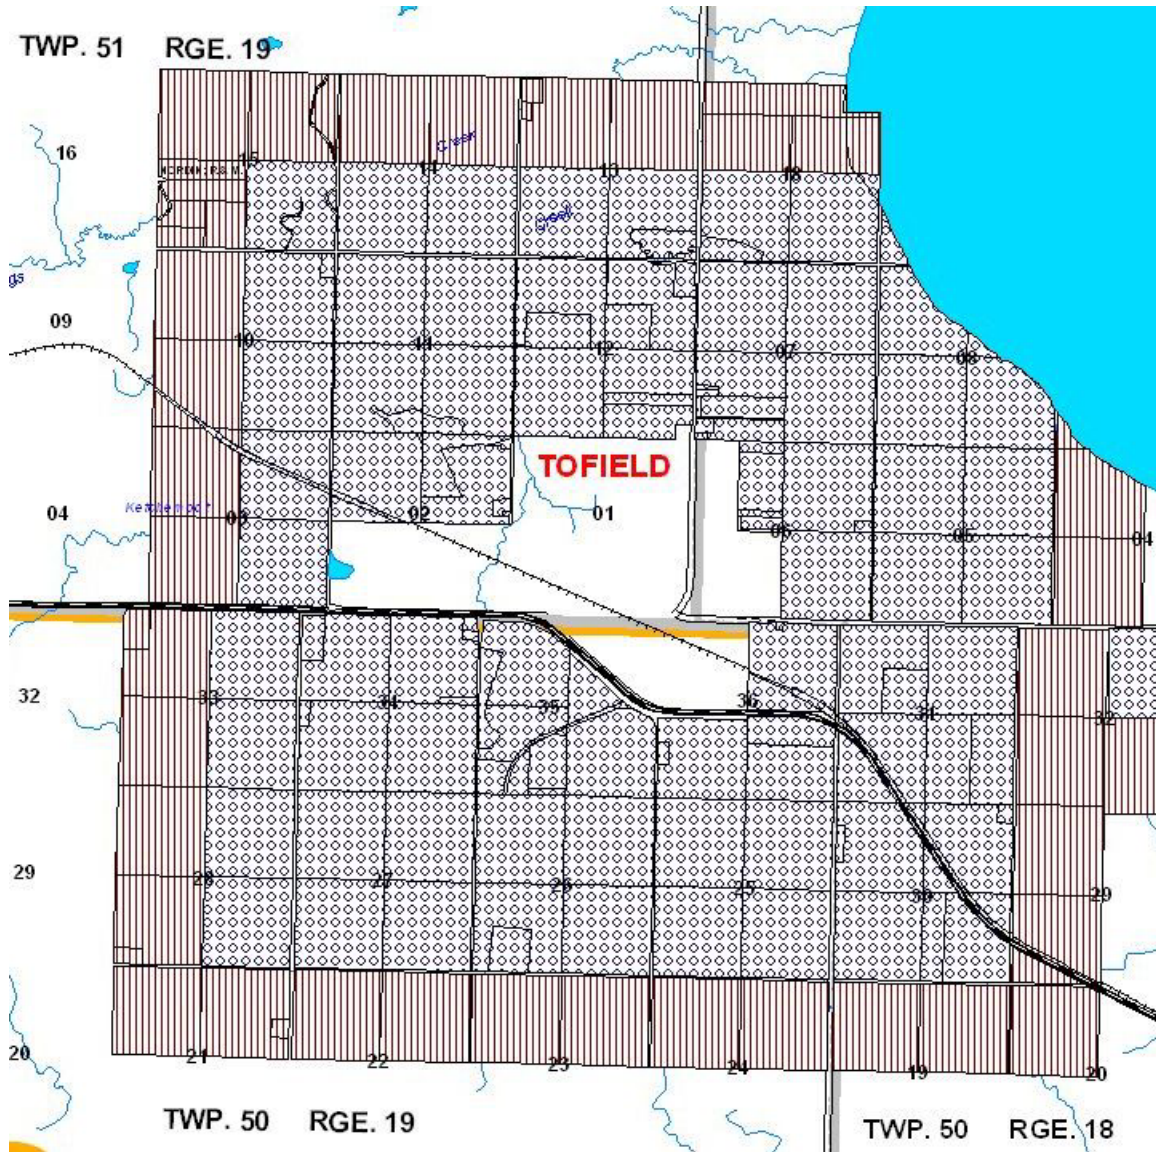 TWP. 51 RGE. 19
Creek
16 15 14 13 18
NORDIN: P.& M.
Creek
gs
09 10 11 12 07 08
TOFIELD
04 03 02 01 06 05 04
32 33 34 35 36 31 32
29 28 27 26 25 30 29
20 21 22 23 24 19 20
TWP. 50 RGE. 19
TWP. 50 RGE. 18